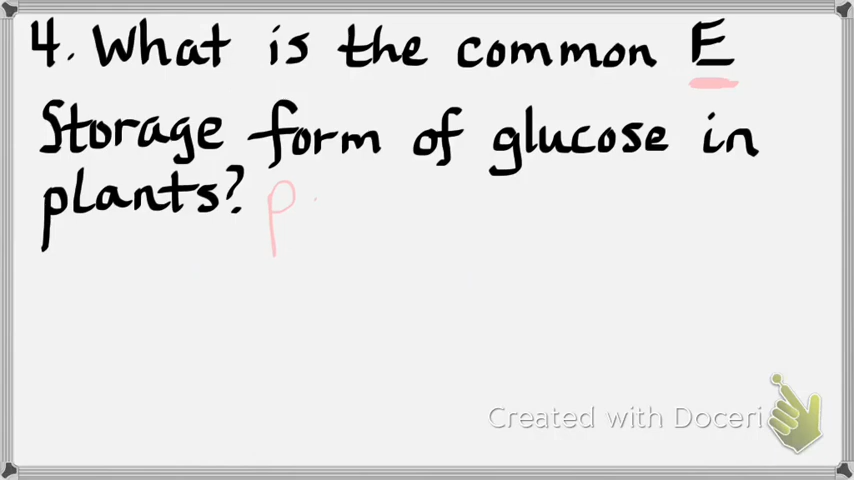 4. What is the common E
Storage form of glucose in
plants? p
Created with Doceri